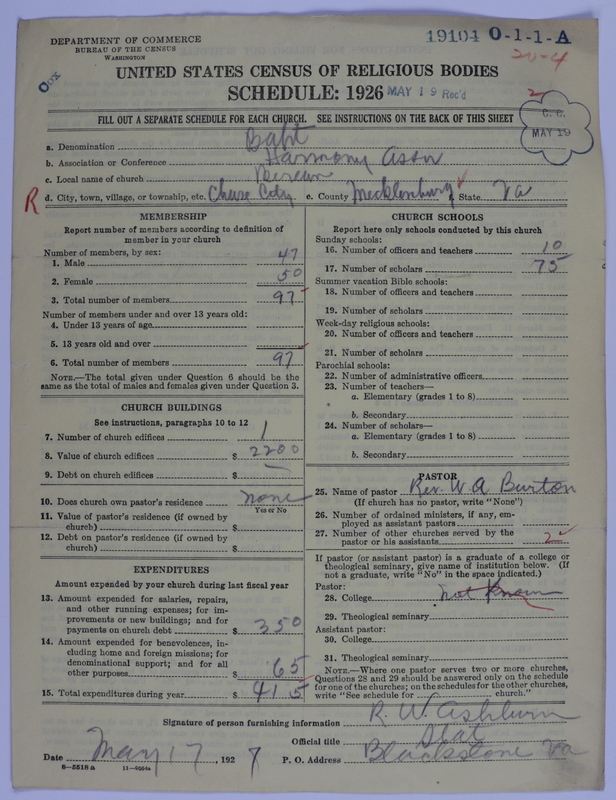 DEPARTMENT OF COMMERCE
BUREAU OF THE CENSUS
WASHINGTON
19104 O-1-1-A
20-4
UNITED STATES CENSUS OF RELIGIOUS BODIES
SCHEDULE: 1926 MAY 19 Rec'd
2
FILL OUT A SEPARATE SCHEDULE FOR EACH CHURCH. SEE INSTRUCTIONS ON THE BACK OF THIS SHEET
C. C.
MAY 19
a. Denomination Bapt
b. Association or Conference Harmony Assn
c. Local name of church Berean
R d. City, town, village, or township, etc. Chase City e. County Mecklenburg f. State Va
MEMBERSHIP
Report number of members according to definition of
member in your church
Number of members, by sex:
1. Male 47
2. Female 50
3. Total number of members 97
Number of members under and over 13 years old:
4. Under 13 years of age
5. 13 years old and over
6. Total number of members 97
NOTE.—The total given under Question 6 should be the
same as the total of males and females given under Question 3.
CHURCH BUILDINGS
See instructions, paragraphs 10 to 12
7. Number of church edifices 1
8. Value of church edifices $ 2200
9. Debt on church edifices $ —
10. Does church own pastor's residence none
Yes or No
11. Value of pastor's residence (if owned by
church) $
12. Debt on pastor's residence (if owned by
church) $
EXPENDITURES
Amount expended by your church during last fiscal year
13. Amount expended for salaries, repairs,
and other running expenses; for im-
provements or new buildings; and for
payments on church debt $ 350
14. Amount expended for benevolences, in-
cluding home and foreign missions; for
denominational support; and for all
other purposes $ 65
15. Total expenditures during year $ 415
CHURCH SCHOOLS
Report here only schools conducted by this church
Sunday schools:
16. Number of officers and teachers 10
17. Number of scholars 75
Summer vacation Bible schools:
18. Number of officers and teachers
19. Number of scholars
Week-day religious schools:
20. Number of officers and teachers
21. Number of scholars
Parochial schools:
22. Number of administrative officers
23. Number of teachers—
a. Elementary (grades 1 to 8)
b. Secondary
24. Number of scholars—
a. Elementary (grades 1 to 8)
b. Secondary
PASTOR
25. Name of pastor Rev. W A Burton
(If church has no pastor, write "None")
26. Number of ordained ministers, if any, em-
ployed as assistant pastors
27. Number of other churches served by the
pastor or his assistants 2
If pastor (or assistant pastor) is a graduate of a college or
theological seminary, give name of institution below. (If
not a graduate, write "No" in the space indicated.)
Pastor:
28. College not known
29. Theological seminary
Assistant pastor:
30. College
31. Theological seminary
NOTE.—Where one pastor serves two or more churches,
Questions 28 and 29 should be answered only on the schedule
for one of the churches; on the schedules for the other churches,
write "See schedule for church."
Signature of person furnishing information R. W. Ashburn
Official title Stat
Date May 17, 1927 P. O. Address Blackstone Va
8—5518 a